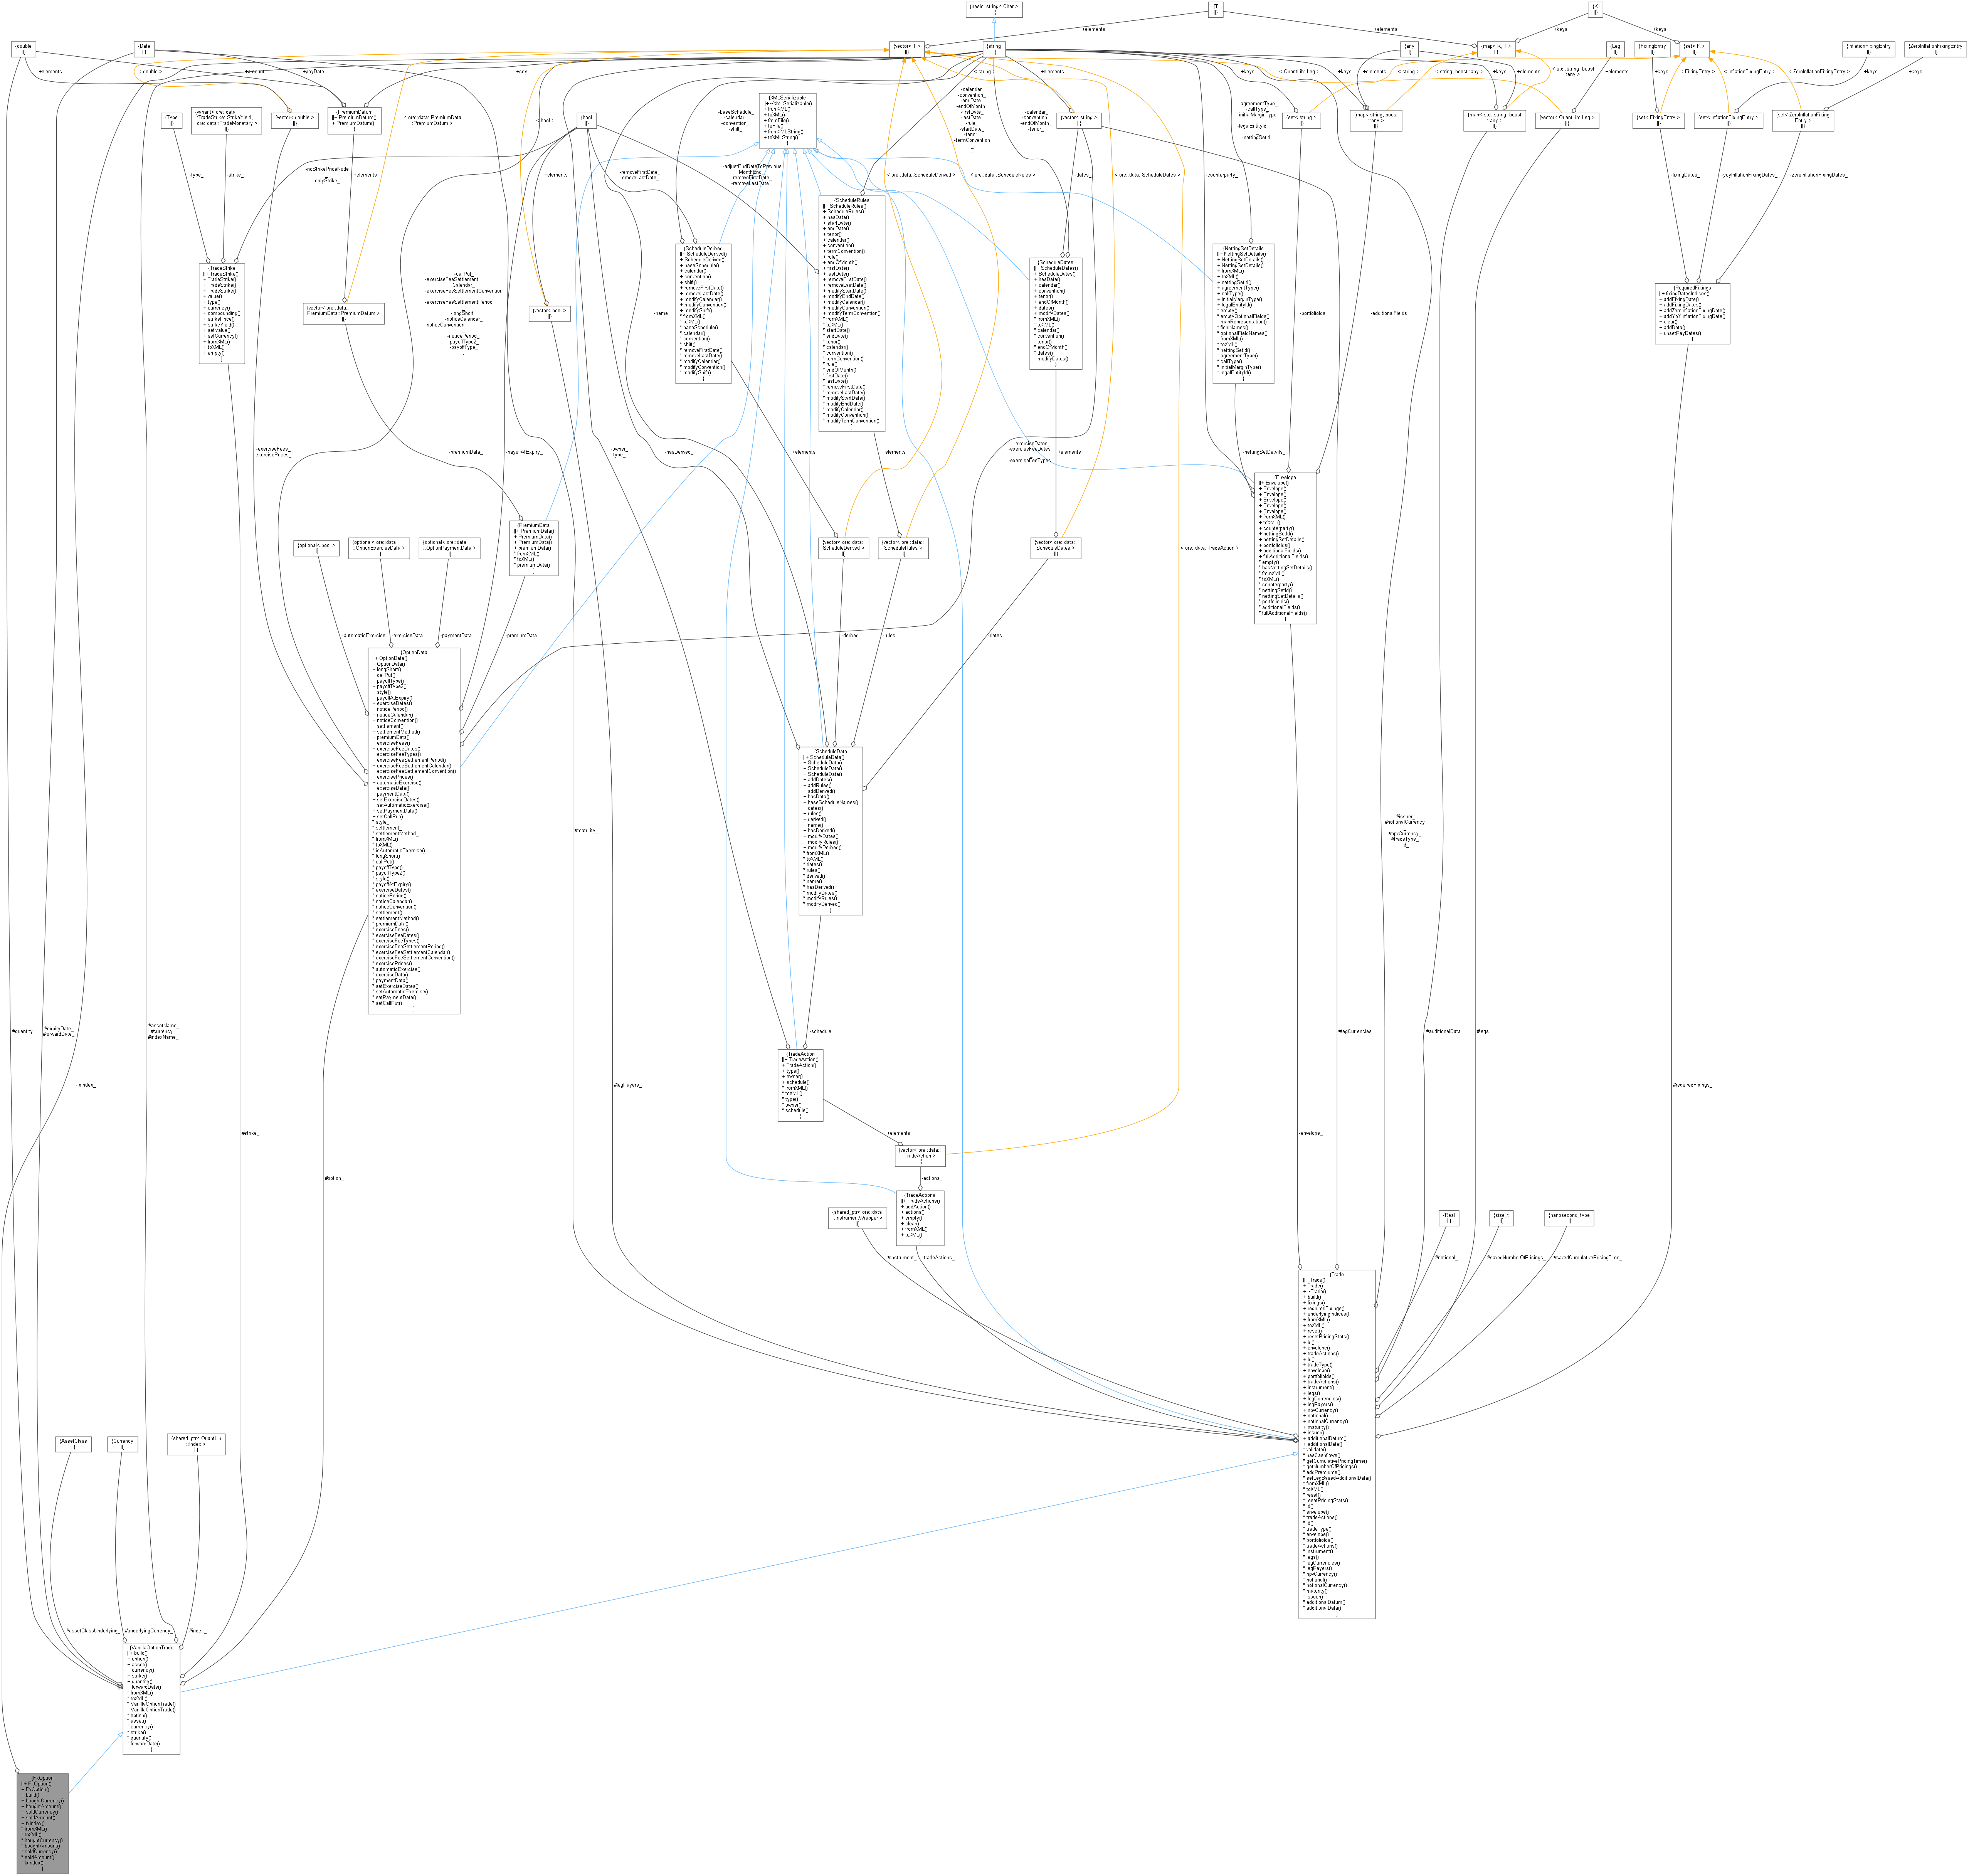 {basic_string< Char >
||}
{T
||}
{K
||}
+elements
+elements
+keys
+keys
{double
||}
{Date
||}
{vector< T >
||}
{string
||}
{map< K, T >
||}
{any
||}
{Leg
||}
{FixingEntry
||}
{set< K >
||}
{InflationFixingEntry
||}
{ZeroInflationFixingEntry
||}
+elements
< double >
+amount
+payDate
+ccy
< string >
+elements
+keys
< QuantLib::Leg >
+keys
+elements
< string >
< std::string, boost
::any >
+keys
+elements
+elements
+keys
< FixingEntry >
< InflationFixingEntry >
< ZeroInflationFixingEntry >
+keys
+keys
{Type
||}
{variant< ore::data
::TradeStrike::StrikeYield,
ore::data::TradeMonetary >
||}
{vector< double >
||}
{PremiumDatum
||+ PremiumDatum()
+ PremiumDatum()
}
< ore::data::PremiumData
::PremiumDatum >
< bool >
{bool
||}
{XMLSerializable
||+ ~XMLSerializable()
+ fromXML()
+ toXML()
+ fromFile()
+ toFile()
+ fromXMLString()
+ toXMLString()
}
{vector< string >
||}
{set< string >
||}
{map< string, boost
::any >
||}
{map< std::string, boost
::any >
||}
{vector< QuantLib::Leg >
||}
{set< FixingEntry >
||}
{set< InflationFixingEntry >
||}
{set< ZeroInflationFixing
Entry >
||}
-type_
-strike_
-noStrikePriceNode
_
-onlyStrike_
+elements
+elements
-removeFirstDate_
-removeLastDate_
-baseSchedule_
-calendar_
-convention_
-shift_
-adjustEndDateToPrevious
MonthEnd_
-removeFirstDate_
-removeLastDate_
< ore::data::ScheduleDerived >
-calendar_
-convention_
-endDate_
-endOfMonth_
-firstDate_
-lastDate_
-rule_
-startDate_
-tenor_
-termConvention
_
...
< ore::data::ScheduleRules >
-calendar_
-convention_
-endOfMonth_
-tenor_
-dates_
< ore::data::ScheduleDates >
-counterparty_
-agreementType_
-callType_
-initialMarginType
_
-legalEntityId
_
-nettingSetId_
-fixingDates_
-yoyInflationFixingDates_
-zeroInflationFixingDates_
{TradeStrike
||+ TradeStrike()
+ TradeStrike()
+ TradeStrike()
+ TradeStrike()
+ value()
+ type()
+ currency()
+ compounding()
+ strikePrice()
+ strikeYield()
+ setValue()
+ setCurrency()
+ fromXML()
+ toXML()
+ empty()
}
{vector< ore::data::
PremiumData::PremiumDatum >
||}
-callPut_
-exerciseFeeSettlement
Calendar_
-exerciseFeeSettlementConvention
_
-exerciseFeeSettlementPeriod
_
-longShort_
-noticeCalendar_
-noticeConvention
_
-noticePeriod_
-payoffType2_
-payoffType_
...
{vector< bool >
||}
-name_
{ScheduleDerived
||+ ScheduleDerived()
+ ScheduleDerived()
+ baseSchedule()
+ calendar()
+ convention()
+ shift()
+ removeFirstDate()
+ removeLastDate()
+ modifyCalendar()
+ modifyConvention()
+ modifyShift()
* fromXML()
* toXML()
* baseSchedule()
* calendar()
* convention()
* shift()
* removeFirstDate()
* removeLastDate()
* modifyCalendar()
* modifyConvention()
* modifyShift()
}
{ScheduleRules
||+ ScheduleRules()
+ ScheduleRules()
+ hasData()
+ startDate()
+ endDate()
+ tenor()
+ calendar()
+ convention()
+ termConvention()
+ rule()
+ endOfMonth()
+ firstDate()
+ lastDate()
+ removeFirstDate()
+ removeLastDate()
+ modifyStartDate()
+ modifyEndDate()
+ modifyCalendar()
+ modifyConvention()
+ modifyTermConvention()
* fromXML()
* toXML()
* startDate()
* endDate()
* tenor()
* calendar()
* convention()
* termConvention()
* rule()
* endOfMonth()
* firstDate()
* lastDate()
* removeFirstDate()
* removeLastDate()
* modifyStartDate()
* modifyEndDate()
* modifyCalendar()
* modifyConvention()
* modifyTermConvention()
}
{ScheduleDates
||+ ScheduleDates()
+ ScheduleDates()
+ hasData()
+ calendar()
+ convention()
+ tenor()
+ endOfMonth()
+ dates()
+ modifyDates()
* fromXML()
* toXML()
* calendar()
* convention()
* tenor()
* endOfMonth()
* dates()
* modifyDates()
}
{NettingSetDetails
||+ NettingSetDetails()
+ NettingSetDetails()
+ NettingSetDetails()
+ fromXML()
+ toXML()
+ nettingSetId()
+ agreementType()
+ callType()
+ initialMarginType()
+ legalEntityId()
* empty()
* emptyOptionalFields()
* mapRepresentation()
* fieldNames()
* optionalFieldNames()
* fromXML()
* toXML()
* nettingSetId()
* agreementType()
* callType()
* initialMarginType()
* legalEntityId()
}
-portfolioIds_
-additionalFields_
{RequiredFixings
||+ fixingDatesIndices()
+ addFixingDate()
+ addFixingDates()
+ addZeroInflationFixingDate()
+ addYoYInflationFixingDate()
+ clear()
+ addData()
+ unsetPayDates()
}
-exerciseFees_
-exercisePrices_
-premiumData_
-payoffAtExpiry_
-owner_
-type_
-hasDerived_
+elements
+elements
-exerciseDates_
-exerciseFeeDates
_
-exerciseFeeTypes_
+elements
-nettingSetDetails_
{Envelope
||+ Envelope()
+ Envelope()
+ Envelope()
+ Envelope()
+ Envelope()
+ fromXML()
+ toXML()
+ counterparty()
+ nettingSetId()
+ nettingSetDetails()
+ portfolioIds()
+ additionalFields()
+ fullAdditionalFields()
* empty()
* hasNettingSetDetails()
* fromXML()
* toXML()
* counterparty()
* nettingSetId()
* nettingSetDetails()
* portfolioIds()
* additionalFields()
* fullAdditionalFields()
}
{optional< bool >
||}
{optional< ore::data
::OptionExerciseData >
||}
{optional< ore::data
::OptionPaymentData >
||}
{PremiumData
||+ PremiumData()
+ PremiumData()
+ PremiumData()
+ premiumData()
* fromXML()
* toXML()
* premiumData()
}
{vector< ore::data::
ScheduleDerived >
||}
{vector< ore::data::
ScheduleRules >
||}
{vector< ore::data::
ScheduleDates >
||}
< ore::data::TradeAction >
-automaticExercise_
-exerciseData_
-paymentData_
-premiumData_
-derived_
-rules_
-dates_
{OptionData
||+ OptionData()
+ OptionData()
+ longShort()
+ callPut()
+ payoffType()
+ payoffType2()
+ style()
+ payoffAtExpiry()
+ exerciseDates()
+ noticePeriod()
+ noticeCalendar()
+ noticeConvention()
+ settlement()
+ settlementMethod()
+ premiumData()
+ exerciseFees()
+ exerciseFeeDates()
+ exerciseFeeTypes()
+ exerciseFeeSettlementPeriod()
+ exerciseFeeSettlementCalendar()
+ exerciseFeeSettlementConvention()
+ exercisePrices()
+ automaticExercise()
+ exerciseData()
+ paymentData()
+ setExerciseDates()
+ setAutomaticExercise()
+ setPaymentData()
+ setCallPut()
* style_
* settlement_
* settlementMethod_
* fromXML()
* toXML()
* isAutomaticExercise()
* longShort()
* callPut()
* payoffType()
* payoffType2()
* style()
* payoffAtExpiry()
* exerciseDates()
* noticePeriod()
* noticeCalendar()
* noticeConvention()
* settlement()
* settlementMethod()
* premiumData()
* exerciseFees()
* exerciseFeeDates()
* exerciseFeeTypes()
* exerciseFeeSettlementPeriod()
* exerciseFeeSettlementCalendar()
* exerciseFeeSettlementConvention()
* exercisePrices()
* automaticExercise()
* exerciseData()
* paymentData()
* setExerciseDates()
* setAutomaticExercise()
* setPaymentData()
* setCallPut()
}
{ScheduleData
||+ ScheduleData()
+ ScheduleData()
+ ScheduleData()
+ ScheduleData()
+ addDates()
+ addRules()
+ addDerived()
+ hasData()
+ baseScheduleNames()
+ dates()
+ rules()
+ derived()
+ name()
+ hasDerived()
+ modifyDates()
+ modifyRules()
+ modifyDerived()
* fromXML()
* toXML()
* dates()
* rules()
* derived()
* name()
* hasDerived()
* modifyDates()
* modifyRules()
* modifyDerived()
}
#maturity_
#issuer_
#notionalCurrency
_
#npvCurrency_
#tradeType_
-id_
#quantity_
#expiryDate_
#forwardDate_
#assetName_
#currency_
#indexName_
-schedule_
#legCurrencies_
#additionalData_
#legs_
-fxIndex_
#strike_
#option_
#legPayers_
{TradeAction
||+ TradeAction()
+ TradeAction()
+ type()
+ owner()
+ schedule()
* fromXML()
* toXML()
* type()
* owner()
* schedule()
}
#requiredFixings_
+elements
-envelope_
{vector< ore::data::
TradeAction >
||}
-actions_
{shared_ptr< ore::data
::InstrumentWrapper >
||}
{TradeActions
||+ TradeActions()
+ addAction()
+ actions()
+ empty()
+ clear()
+ fromXML()
+ toXML()
}
{Real
||}
{size_t
||}
{nanosecond_type
||}
#instrument_
-tradeActions_
#notional_
#savedNumberOfPricings_
#savedCumulativePricingTime_
{Trade
||+ Trade()
+ Trade()
+ ~Trade()
+ build()
+ fixings()
+ requiredFixings()
+ underlyingIndices()
+ fromXML()
+ toXML()
+ reset()
+ resetPricingStats()
+ id()
+ envelope()
+ tradeActions()
+ id()
+ tradeType()
+ envelope()
+ portfolioIds()
+ tradeActions()
+ instrument()
+ legs()
+ legCurrencies()
+ legPayers()
+ npvCurrency()
+ notional()
+ notionalCurrency()
+ maturity()
+ issuer()
+ additionalDatum()
+ additionalData()
* validate()
* hasCashflows()
* getCumulativePricingTime()
* getNumberOfPricings()
* addPremiums()
* setLegBasedAdditionalData()
* fromXML()
* toXML()
* reset()
* resetPricingStats()
* id()
* envelope()
* tradeActions()
* id()
* tradeType()
* envelope()
* portfolioIds()
* tradeActions()
* instrument()
* legs()
* legCurrencies()
* legPayers()
* npvCurrency()
* notional()
* notionalCurrency()
* maturity()
* issuer()
* additionalDatum()
* additionalData()
}
{AssetClass
||}
{Currency
||}
{shared_ptr< QuantLib
::Index >
||}
#assetClassUnderlying_
#underlyingCurrency_
#index_
{VanillaOptionTrade
||+ build()
+ option()
+ asset()
+ currency()
+ strike()
+ quantity()
+ forwardDate()
* fromXML()
* toXML()
* VanillaOptionTrade()
* VanillaOptionTrade()
* option()
* asset()
* currency()
* strike()
* quantity()
* forwardDate()
}
{FxOption
||+ FxOption()
+ FxOption()
+ build()
+ boughtCurrency()
+ boughtAmount()
+ soldCurrency()
+ soldAmount()
+ fxIndex()
* fromXML()
* toXML()
* boughtCurrency()
* boughtAmount()
* soldCurrency()
* soldAmount()
* fxIndex()
}